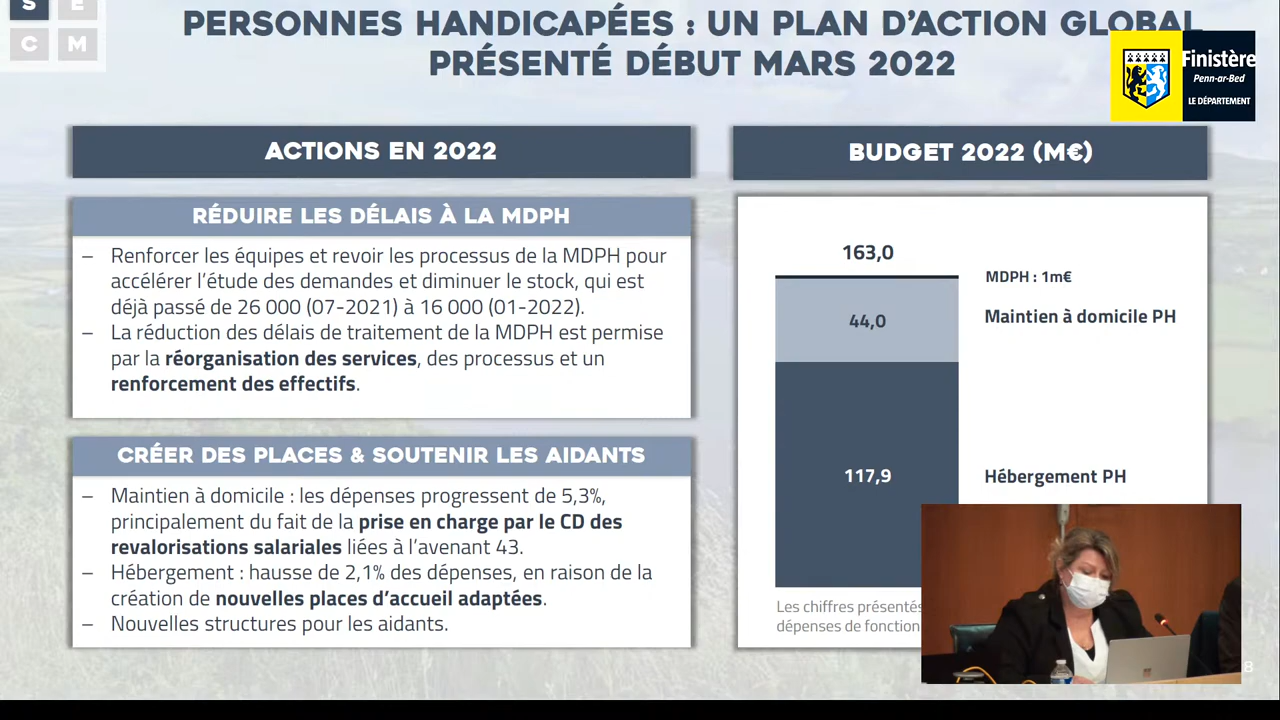 S E
C M
PERSONNES HANDICAPÉES : UN PLAN D'ACTION GLOBAL
PRÉSENTÉ DÉBUT MARS 2022
Finistère
Penn-ar-Bed
LE DÉPARTEMENT
ACTIONS EN 2022
RÉDUIRE LES DÉLAIS À LA MDPH
– Renforcer les équipes et revoir les processus de la MDPH pour
accélérer l'étude des demandes et diminuer le stock, qui est
déjà passé de 26 000 (07-2021) à 16 000 (01-2022).
– La réduction des délais de traitement de la MDPH est permise
par la réorganisation des services, des processus et un
renforcement des effectifs.
CRÉER DES PLACES & SOUTENIR LES AIDANTS
– Maintien à domicile : les dépenses progressent de 5,3%,
principalement du fait de la prise en charge par le CD des
revalorisations salariales liées à l'avenant 43.
– Hébergement : hausse de 2,1% des dépenses, en raison de la
création de nouvelles places d'accueil adaptées.
– Nouvelles structures pour les aidants.
BUDGET 2022 (M€)
163,0
MDPH : 1m€
44,0
Maintien à domicile PH
117,9
Hébergement PH
Les chiffres présentés
dépenses de fonction
8